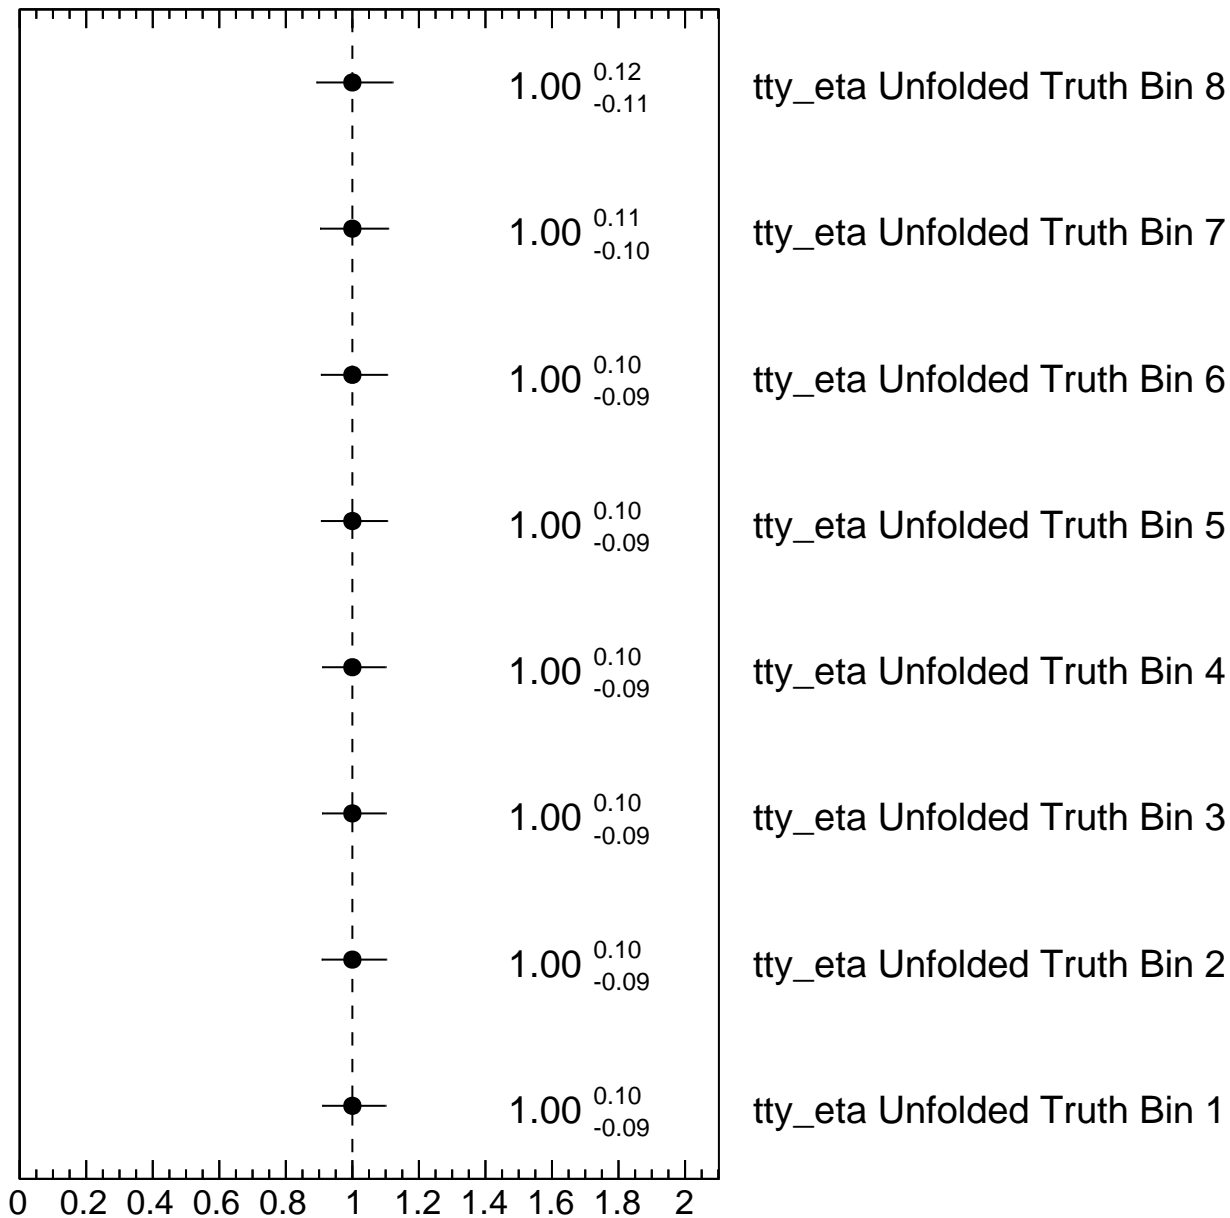 1.00 0.12 -0.11 tty_eta Unfolded Truth Bin 8
1.00 0.11 -0.10 tty_eta Unfolded Truth Bin 7
1.00 0.10 -0.09 tty_eta Unfolded Truth Bin 6
1.00 0.10 -0.09 tty_eta Unfolded Truth Bin 5
1.00 0.10 -0.09 tty_eta Unfolded Truth Bin 4
1.00 0.10 -0.09 tty_eta Unfolded Truth Bin 3
1.00 0.10 -0.09 tty_eta Unfolded Truth Bin 2
1.00 0.10 -0.09 tty_eta Unfolded Truth Bin 1
0 0.2 0.4 0.6 0.8 1 1.2 1.4 1.6 1.8 2